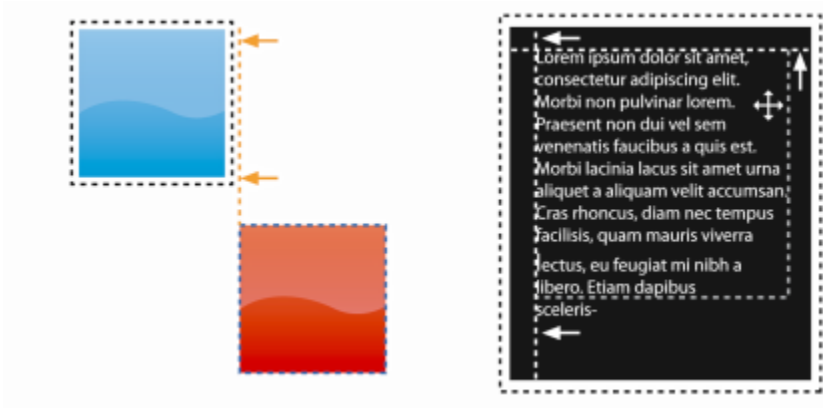 Lorem ipsum dolor sit amet,
consectetur adipiscing elit.
Morbi non pulvinar lorem.
Praesent non dui vel sem
venenatis faucibus a quis est.
Morbi lacinia lacus sit amet urna
aliquet a aliquam velit accumsan.
Cras rhoncus, diam nec tempus
facilisis, quam mauris viverra
lectus, eu feugiat mi nibh a
libero. Etiam dapibus
sceleris-